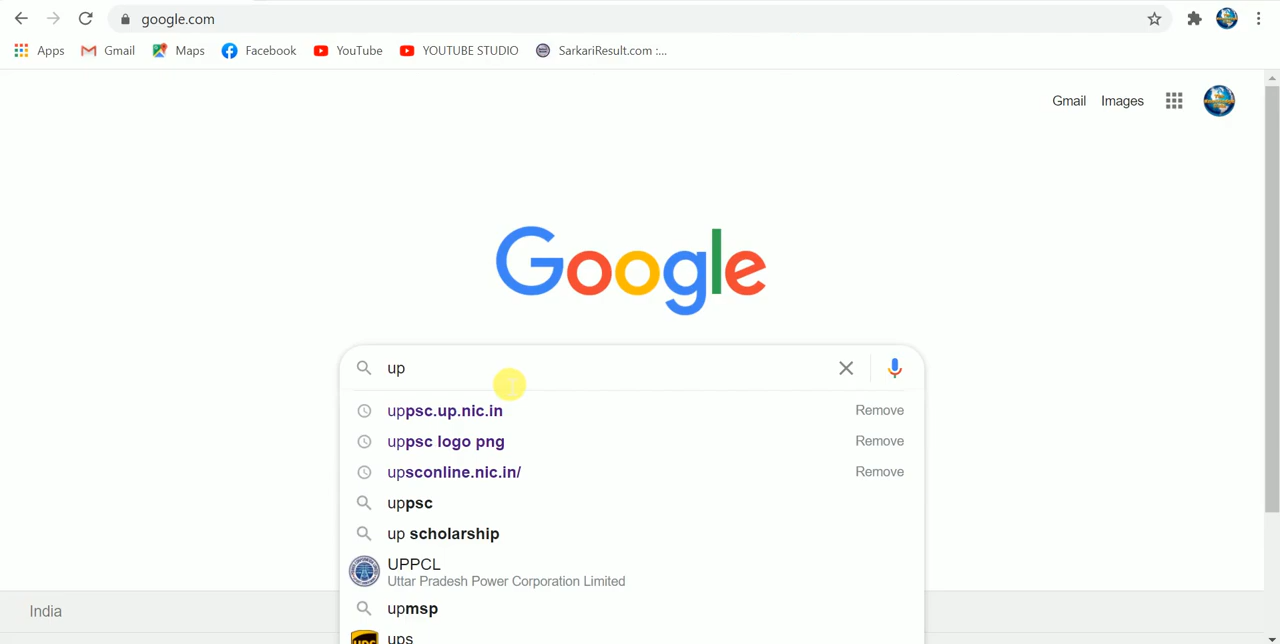 google.com
Apps Gmail Maps Facebook YouTube YOUTUBE STUDIO SarkariResult.com :...
Gmail Images
Google
up
uppsc.up.nic.in Remove
uppsc logo png Remove
upsconline.nic.in/ Remove
uppsc
up scholarship
UPPCL
Uttar Pradesh Power Corporation Limited
upmsp
ups
India